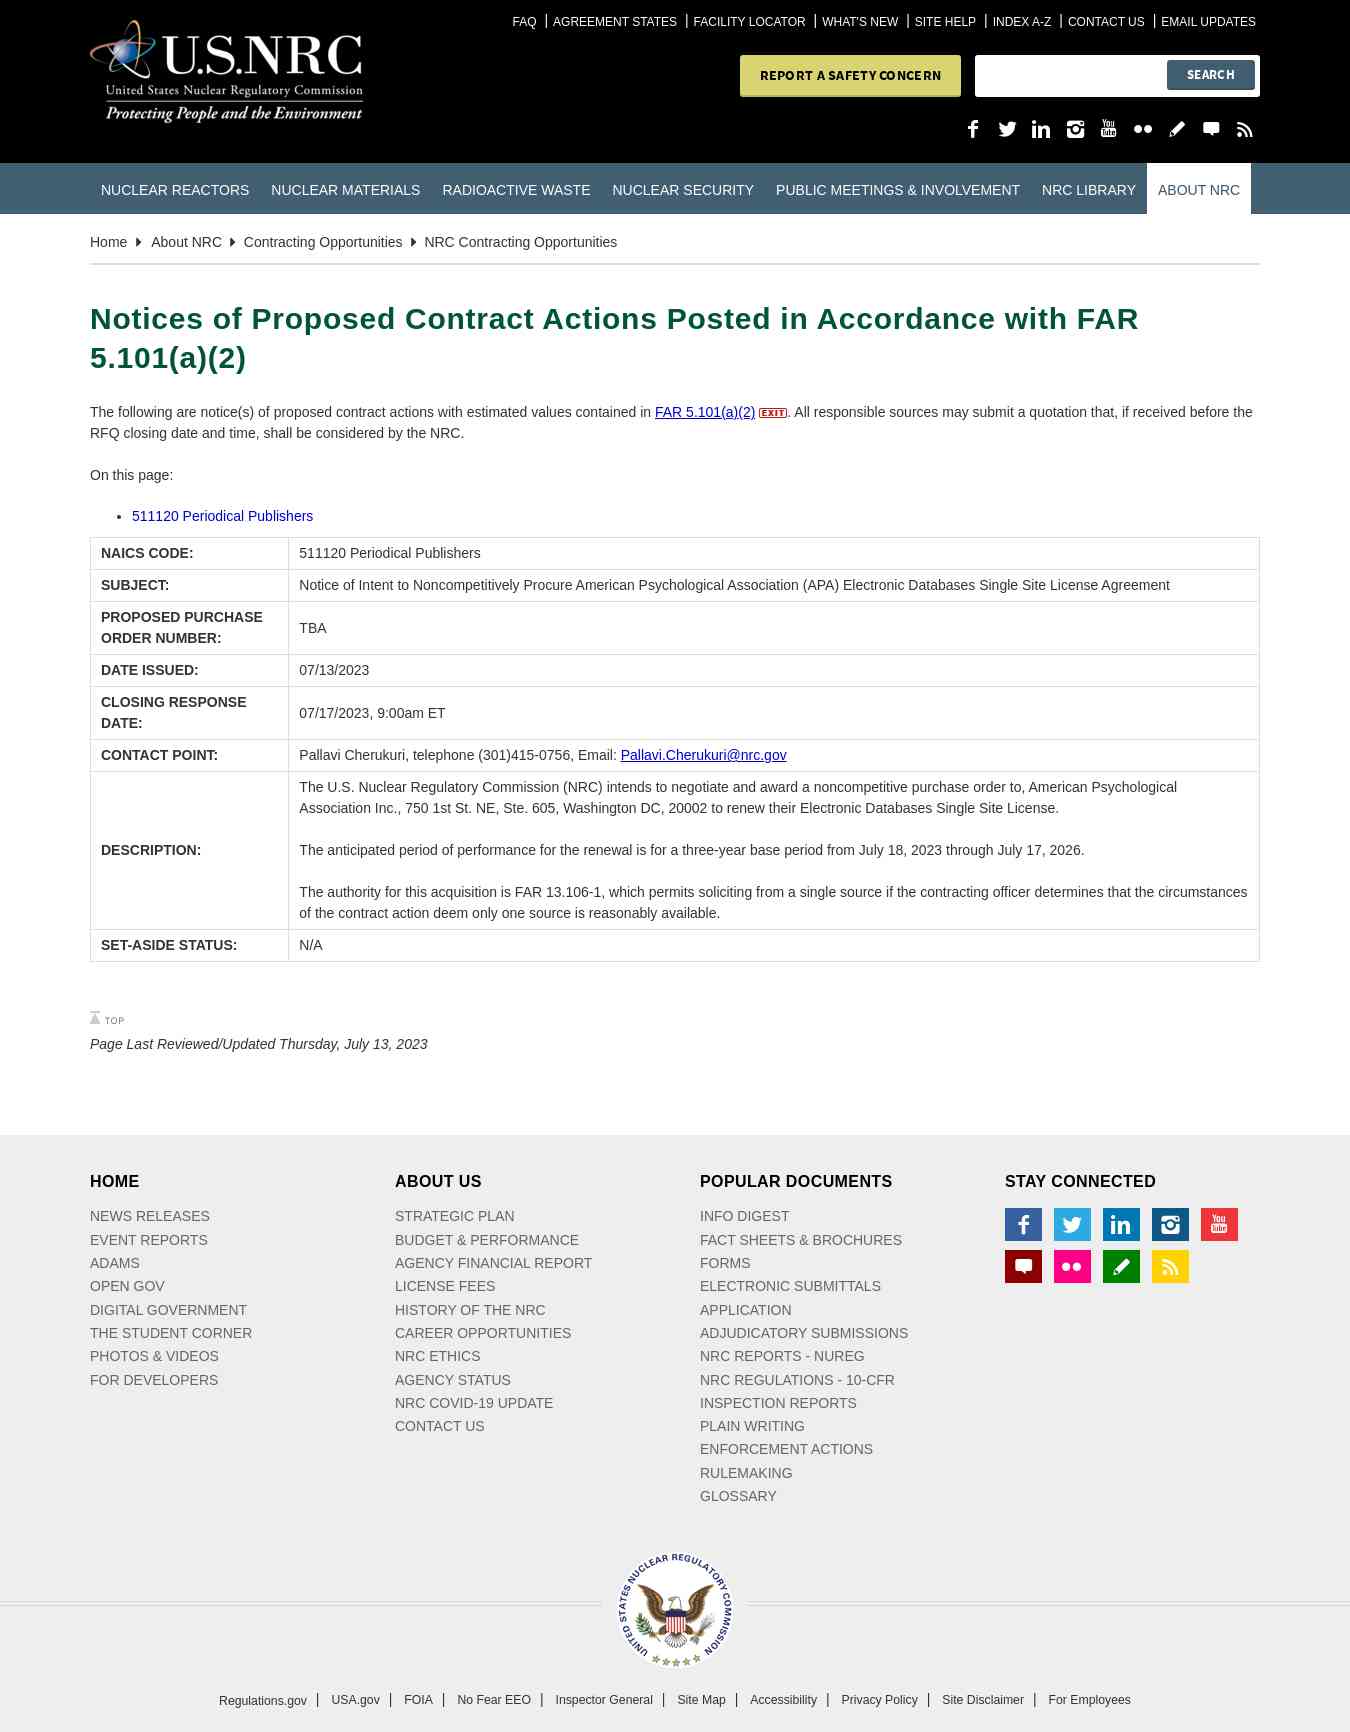 FAQ | AGREEMENT STATES | FACILITY LOCATOR | WHAT'S NEW | SITE HELP | INDEX A-Z | CONTACT US | EMAIL UPDATES
U.S.NRC
United States Nuclear Regulatory Commission
Protecting People and the Environment
REPORT A SAFETY CONCERN
SEARCH
You
Tube
NUCLEAR REACTORS NUCLEAR MATERIALS RADIOACTIVE WASTE NUCLEAR SECURITY PUBLIC MEETINGS & INVOLVEMENT NRC LIBRARY ABOUT NRC
Home About NRC Contracting Opportunities NRC Contracting Opportunities
Notices of Proposed Contract Actions Posted in Accordance with FAR
5.101(a)(2)
The following are notice(s) of proposed contract actions with estimated values contained in FAR 5.101(a)(2) EXIT. All responsible sources may submit a quotation that, if received before the
RFQ closing date and time, shall be considered by the NRC.
On this page:
• 511120 Periodical Publishers
NAICS CODE: 511120 Periodical Publishers
SUBJECT: Notice of Intent to Noncompetitively Procure American Psychological Association (APA) Electronic Databases Single Site License Agreement
PROPOSED PURCHASE
ORDER NUMBER:
TBA
DATE ISSUED: 07/13/2023
CLOSING RESPONSE
DATE:
07/17/2023, 9:00am ET
CONTACT POINT: Pallavi Cherukuri, telephone (301)415-0756, Email: Pallavi.Cherukuri@nrc.gov
DESCRIPTION:
The U.S. Nuclear Regulatory Commission (NRC) intends to negotiate and award a noncompetitive purchase order to, American Psychological
Association Inc., 750 1st St. NE, Ste. 605, Washington DC, 20002 to renew their Electronic Databases Single Site License.
The anticipated period of performance for the renewal is for a three-year base period from July 18, 2023 through July 17, 2026.
The authority for this acquisition is FAR 13.106-1, which permits soliciting from a single source if the contracting officer determines that the circumstances
of the contract action deem only one source is reasonably available.
SET-ASIDE STATUS: N/A
TOP
Page Last Reviewed/Updated Thursday, July 13, 2023
HOME
NEWS RELEASES
EVENT REPORTS
ADAMS
OPEN GOV
DIGITAL GOVERNMENT
THE STUDENT CORNER
PHOTOS & VIDEOS
FOR DEVELOPERS
ABOUT US
STRATEGIC PLAN
BUDGET & PERFORMANCE
AGENCY FINANCIAL REPORT
LICENSE FEES
HISTORY OF THE NRC
CAREER OPPORTUNITIES
NRC ETHICS
AGENCY STATUS
NRC COVID-19 UPDATE
CONTACT US
POPULAR DOCUMENTS
INFO DIGEST
FACT SHEETS & BROCHURES
FORMS
ELECTRONIC SUBMITTALS
APPLICATION
ADJUDICATORY SUBMISSIONS
NRC REPORTS - NUREG
NRC REGULATIONS - 10-CFR
INSPECTION REPORTS
PLAIN WRITING
ENFORCEMENT ACTIONS
RULEMAKING
GLOSSARY
STAY CONNECTED
You
Tube
UNITED STATES NUCLEAR REGULATORY COMMISSION
Regulations.gov | USA.gov | FOIA | No Fear EEO | Inspector General | Site Map | Accessibility | Privacy Policy | Site Disclaimer | For Employees